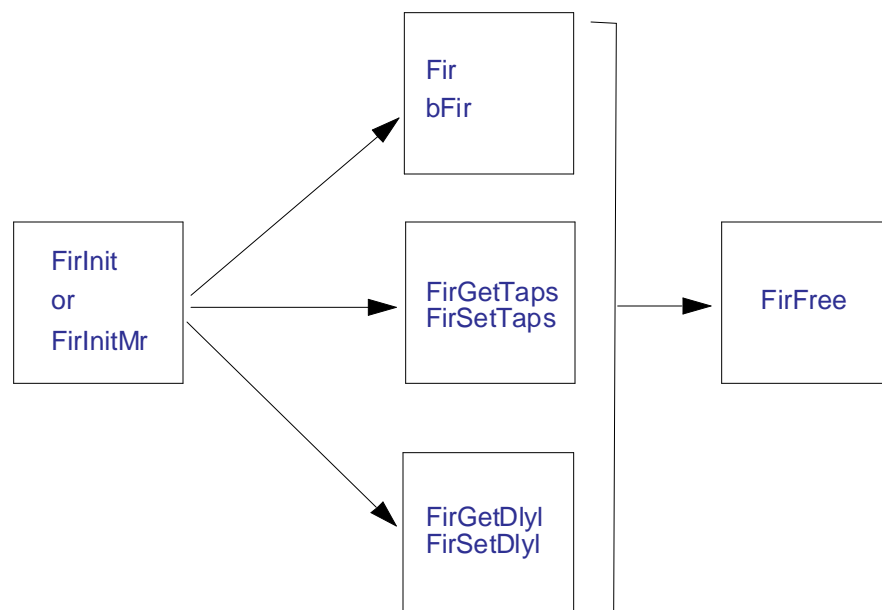 Fir
bFir
FirInit
or
FirInitMr
FirGetTaps
FirSetTaps
FirFree
FirGetDlyl
FirSetDlyl